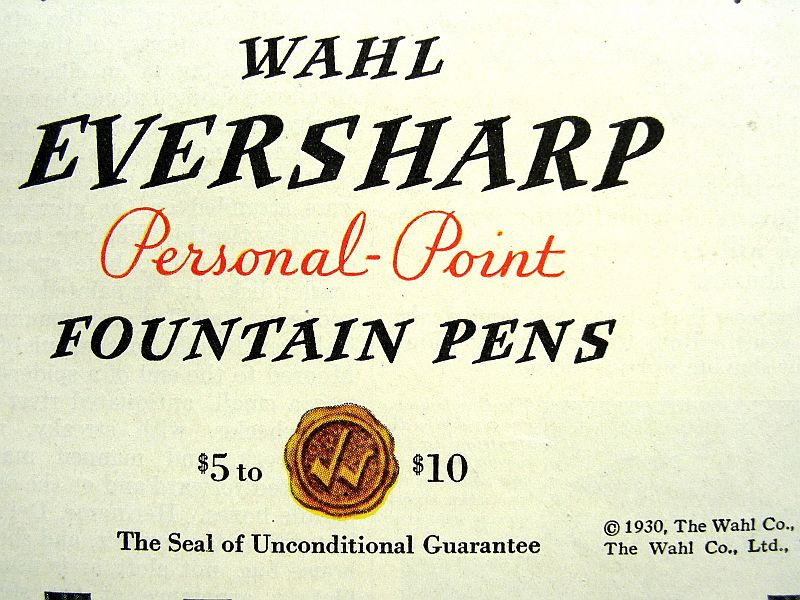 WAHL
EVERSHARP
Personal-Point
FOUNTAIN PENS
$5 to $10
The Seal of Unconditional Guarantee
© 1930, The Wahl Co.,
The Wahl Co., Ltd.,